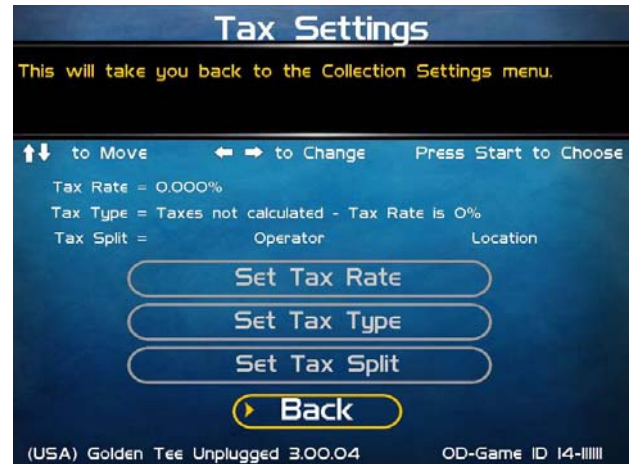 Tax Settings
This will take you back to the Collection Settings menu.
to Move to Change Press Start to Choose
Tax Rate = 0.000%
Tax Type = Taxes not calculated - Tax Rate is 0%
Tax Split = Operator Location
Set Tax Rate
Set Tax Type
Set Tax Split
Back
(USA) Golden Tee Unplugged 3.00.04 OD-Game ID 14-111111